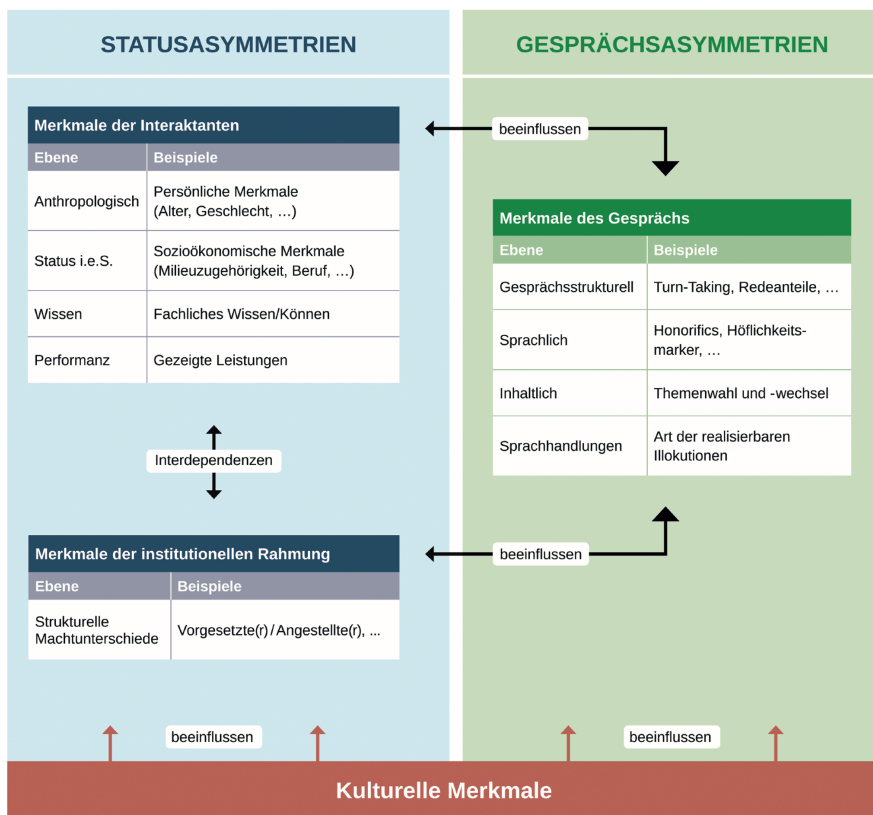 STATUSASYMMETRIEN
Merkmale der Interaktanten
Ebene Beispiele
Anthropologisch Persönliche Merkmale
(Alter, Geschlecht, …)
Status i.e.S. Sozioökonomische Merkmale
(Milieuzugehörigkeit, Beruf, …)
Wissen Fachliches Wissen/Können
Performanz Gezeigte Leistungen
Interdependenzen
Merkmale der institutionellen Rahmung
Ebene Beispiele
Strukturelle
Machtunterschiede
Vorgesetzte(r)/Angestellte(r), ...
beeinflussen
GESPRÄCHSASYMMETRIEN
beeinflussen
Merkmale des Gesprächs
Ebene Beispiele
Gesprächsstrukturell Turn-Taking, Redeanteile, …
Sprachlich Honorifics, Höflichkeits-
marker, …
Inhaltlich Themenwahl und -wechsel
Sprachhandlungen Art der realisierbaren
Illokutionen
beeinflussen
beeinflussen
Kulturelle Merkmale